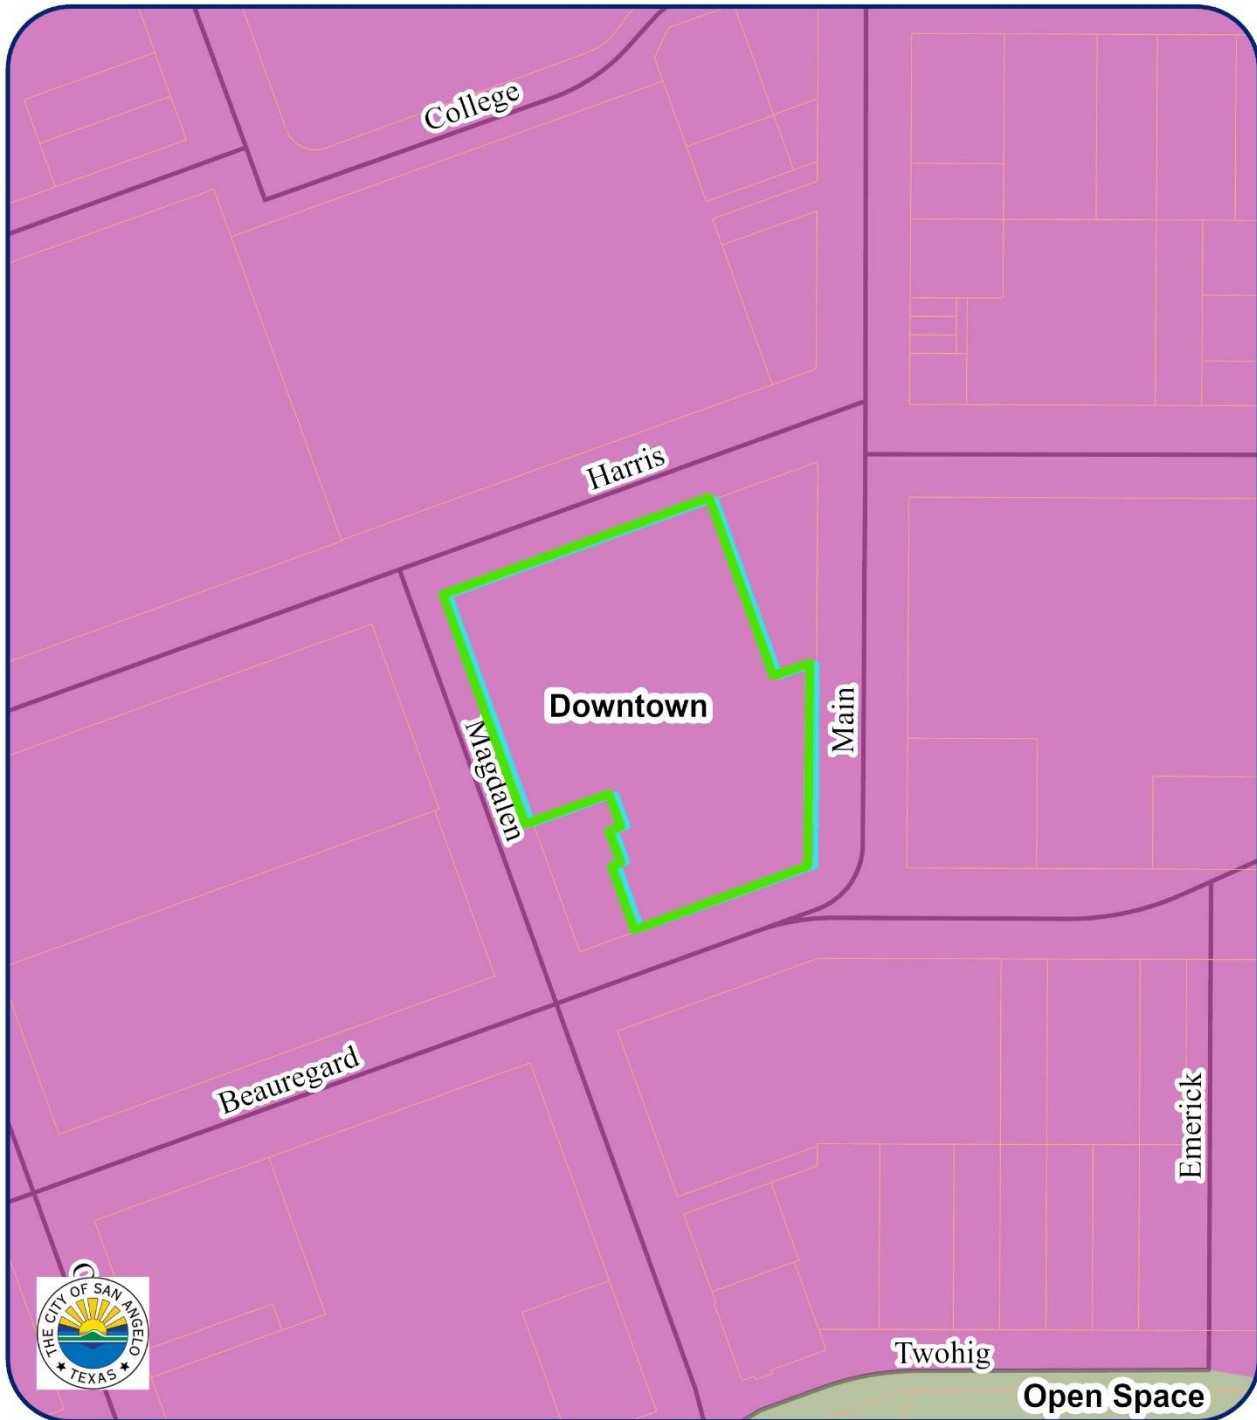 College
Harris
Downtown
Main
Magdalen
Beauregard
Emerick
THE CITY OF SAN ANGELO
TEXAS
Twohig
Open Space